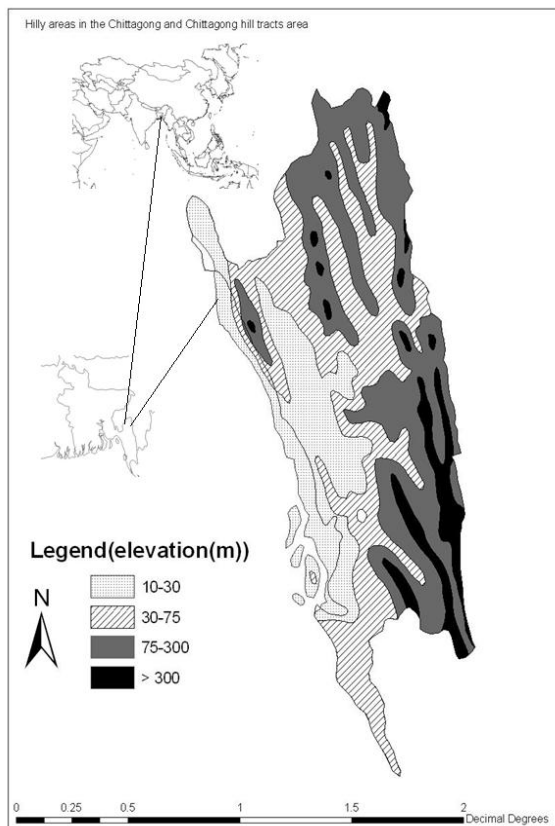 Hilly areas in the Chittagong and Chittagong hill tracts area
Legend(elevation(m))
10-30
30-75
75-300
> 300
N
0 0.25 0.5 1 1.5 2
Decimal Degrees